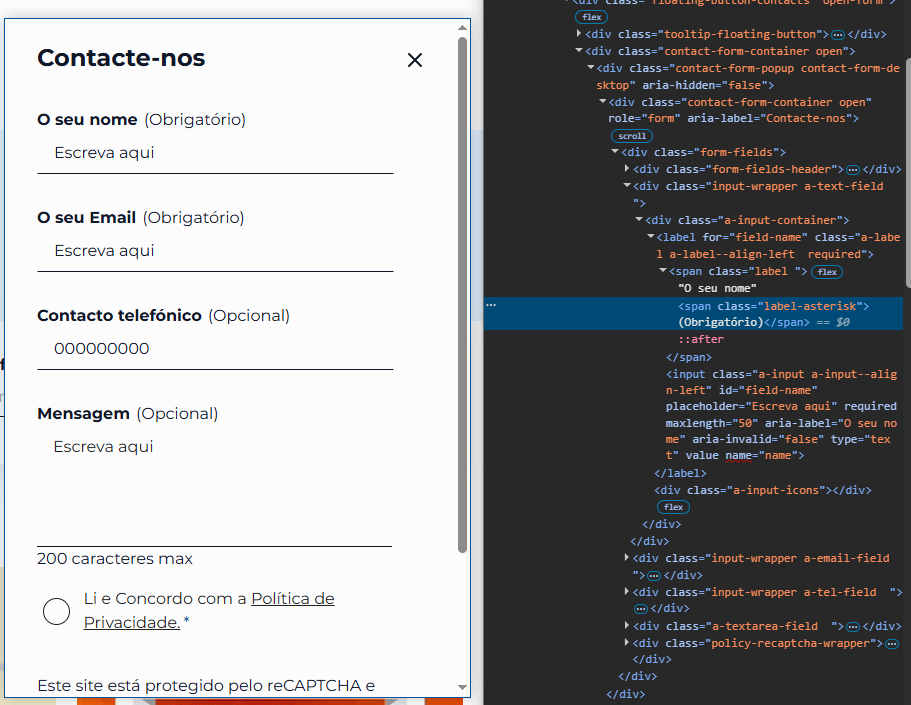 Contacte-nos
O seu nome (Obrigatório)
Escreva aqui
O seu Email (Obrigatório)
Escreva aqui
Contacto telefónico (Opcional)
000000000
Mensagem (Opcional)
Escreva aqui
200 caracteres max
Li e Concordo com a Política de
Privacidade. *
Este site está protegido pelo reCAPTCHA e
<div class="floating-button-contacts open-form">
flex
<div class="tooltip-floating-button">…</div>
<div class="contact-form-container open">
<div class="contact-form-popup contact-form-de
sktop" aria-hidden="false">
<div class="contact-form-container open"
role="form" aria-label="Contacte-nos">
scroll
<div class="form-fields">
<div class="form-fields-header">…</div>
<div class="input-wrapper a-text-field
">
<div class="a-input-container">
<label for="field-name" class="a-labe
l a-label--align-left  required">
<span class="label ">flex
"O seu nome"
… <span class="label-asterisk">
(Obrigatório)</span> == $0
::after
</span>
<input class="a-input a-input--alig
n-left" id="field-name"
placeholder="Escreva aqui" required
maxlength="50" aria-label="O seu no
me" aria-invalid="false" type="tex
t" value name="name">
</label>
<div class="a-input-icons"></div>
flex
</div>
</div>
<div class="input-wrapper a-email-field
">…</div>
<div class="input-wrapper a-tel-field  ">
…</div>
<div class="a-textarea-field  ">…</div>
<div class="policy-recaptcha-wrapper">…
</div>
</div>
</div>